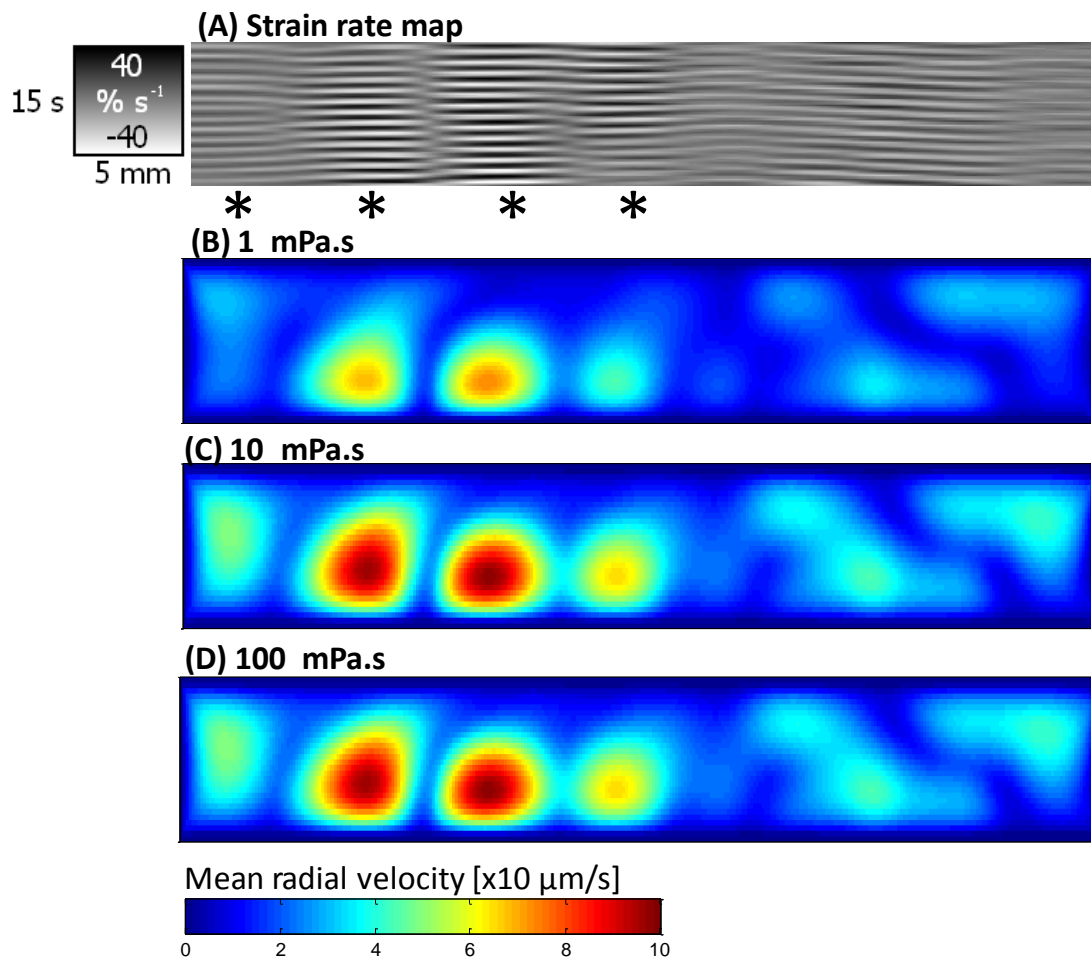 (A) Strain rate map
40
15 s % s⁻¹
-40
5 mm
* * * *
(B) 1 mPa.s
(C) 10 mPa.s
(D) 100 mPa.s
Mean radial velocity [x10 μm/s]
0 2 4 6 8 10